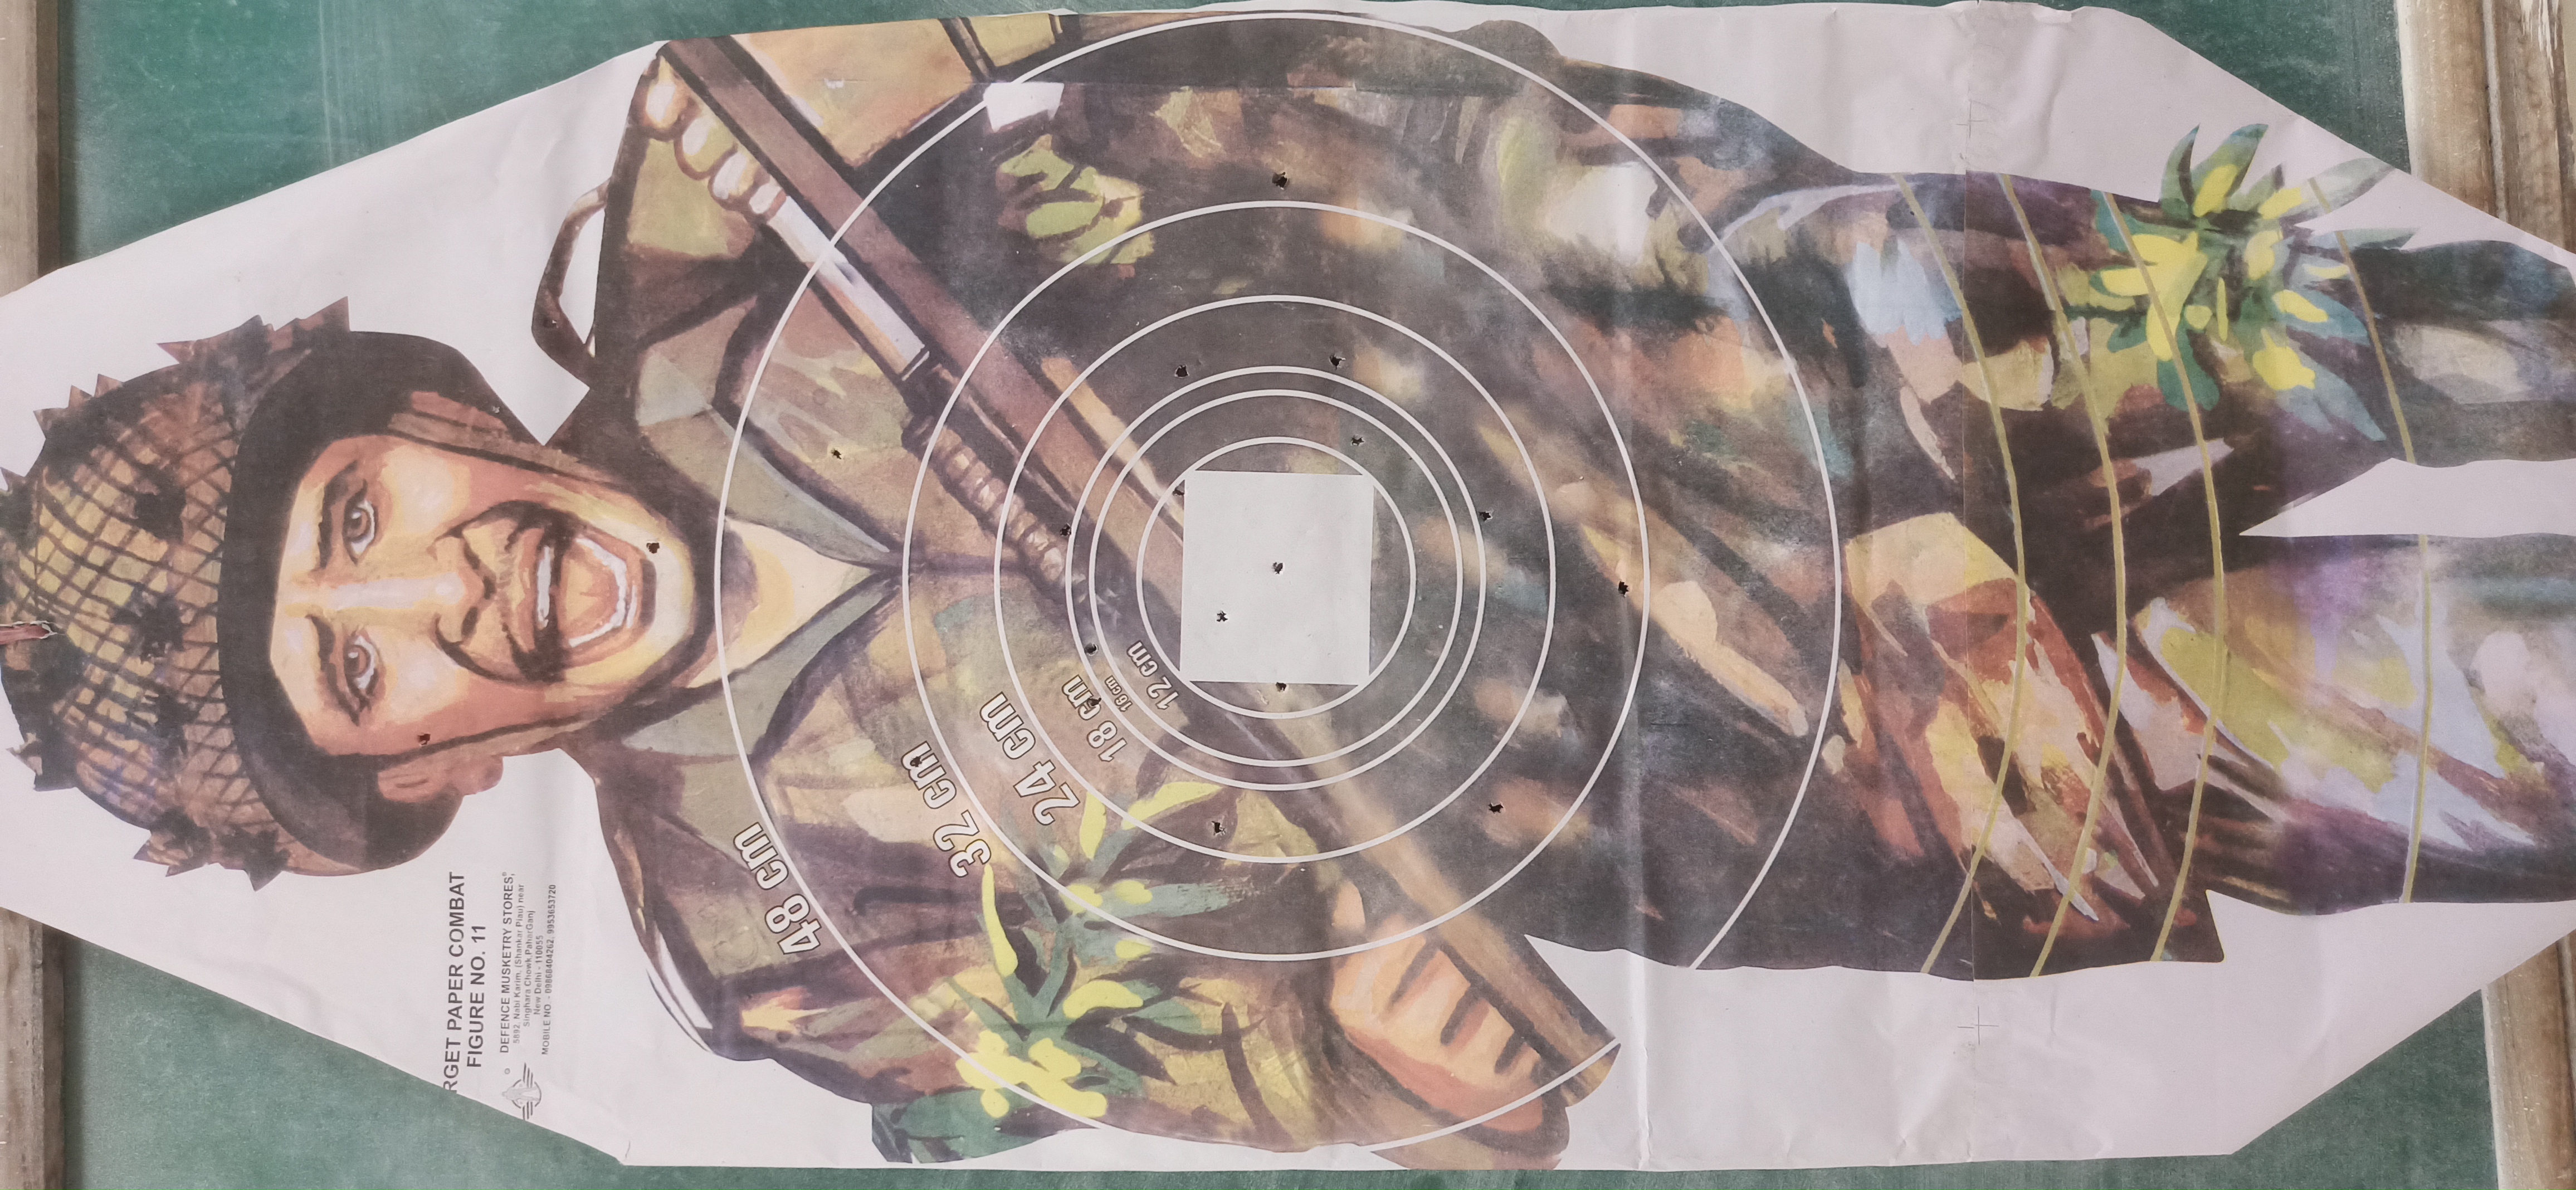 RGET PAPER COMBAT
FIGURE NO. 11
DEFENCE MUSKETRY STORES,
5892, Nabi Karim, (Shankar Piau) near
Singhara Chowk,PaharGanj
New Delhi - 110055
MOBILE NO. - 09868404262, 9953653720
48 cm
32 cm
24 cm
18 cm
16 cm
12 cm